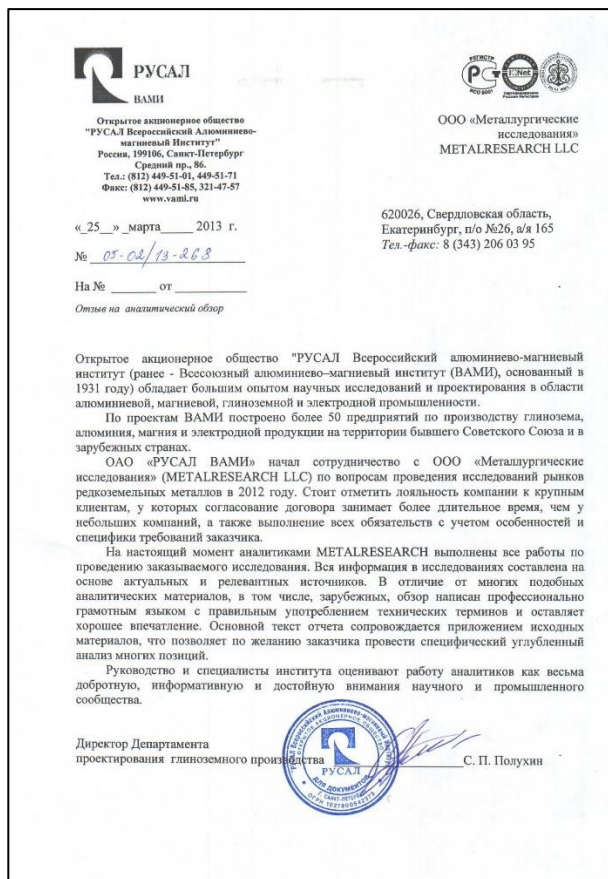 РУСАЛ
ВАМИ
Открытое акционерное общество
"РУСАЛ Всероссийский Алюминиево-
магниевый Институт"
Россия, 199106, Санкт-Петербург
Средний пр., 86.
Тел.: (812) 449-51-01, 449-51-71
Факс: (812) 449-51-85, 321-47-57
www.vami.ru
РЕГИСТР
ИСО 9001
IQNet
ООО «Металлургические
исследования»
METALRESEARCH LLC
«_25__» _марта_____ 2013 г.
№ 05-02/13-268
На № _______ от ___________
620026, Свердловская область,
Екатеринбург, п/о №26, а/я 165
Тел.-факс: 8 (343) 206 03 95
Отзыв на аналитический обзор
Открытое акционерное общество "РУСАЛ Всероссийский алюминиево-магниевый
институт (ранее - Всесоюзный алюминиево–магниевый институт (ВАМИ), основанный в
1931 году) обладает большим опытом научных исследований и проектирования в области
алюминиевой, магниевой, глиноземной и электродной промышленности.
По проектам ВАМИ построено более 50 предприятий по производству глинозема,
алюминия, магния и электродной продукции на территории бывшего Советского Союза и в
зарубежных странах.
ОАО «РУСАЛ ВАМИ» начал сотрудничество с ООО «Металлургические
исследования» (METALRESEARCH LLC) по вопросам проведения исследований рынков
редкоземельных металлов в 2012 году. Стоит отметить лояльность компании к крупным
клиентам, у которых согласование договора занимает более длительное время, чем у
небольших компаний, а также выполнение всех обязательств с учетом особенностей и
специфики требований заказчика.
На настоящий момент аналитиками METALRESEARCH выполнены все работы по
проведению заказываемого исследования. Вся информация в исследованиях составлена на
основе актуальных и релевантных источников. В отличие от многих подобных
аналитических материалов, в том числе, зарубежных, обзор написан профессионально
грамотным языком с правильным употреблением технических терминов и оставляет
хорошее впечатление. Основной текст отчета сопровождается приложением исходных
материалов, что позволяет по желанию заказчика провести специфический углубленный
анализ многих позиций.
Руководство и специалисты института оценивают работу аналитиков как весьма
добротную, информативную и достойную внимания научного и промышленного
сообщества.
Директор Департамента
проектирования глиноземного производства ____________С. П. Полухин
РУСАЛ
ДЛЯ ДОКУМЕНТОВ